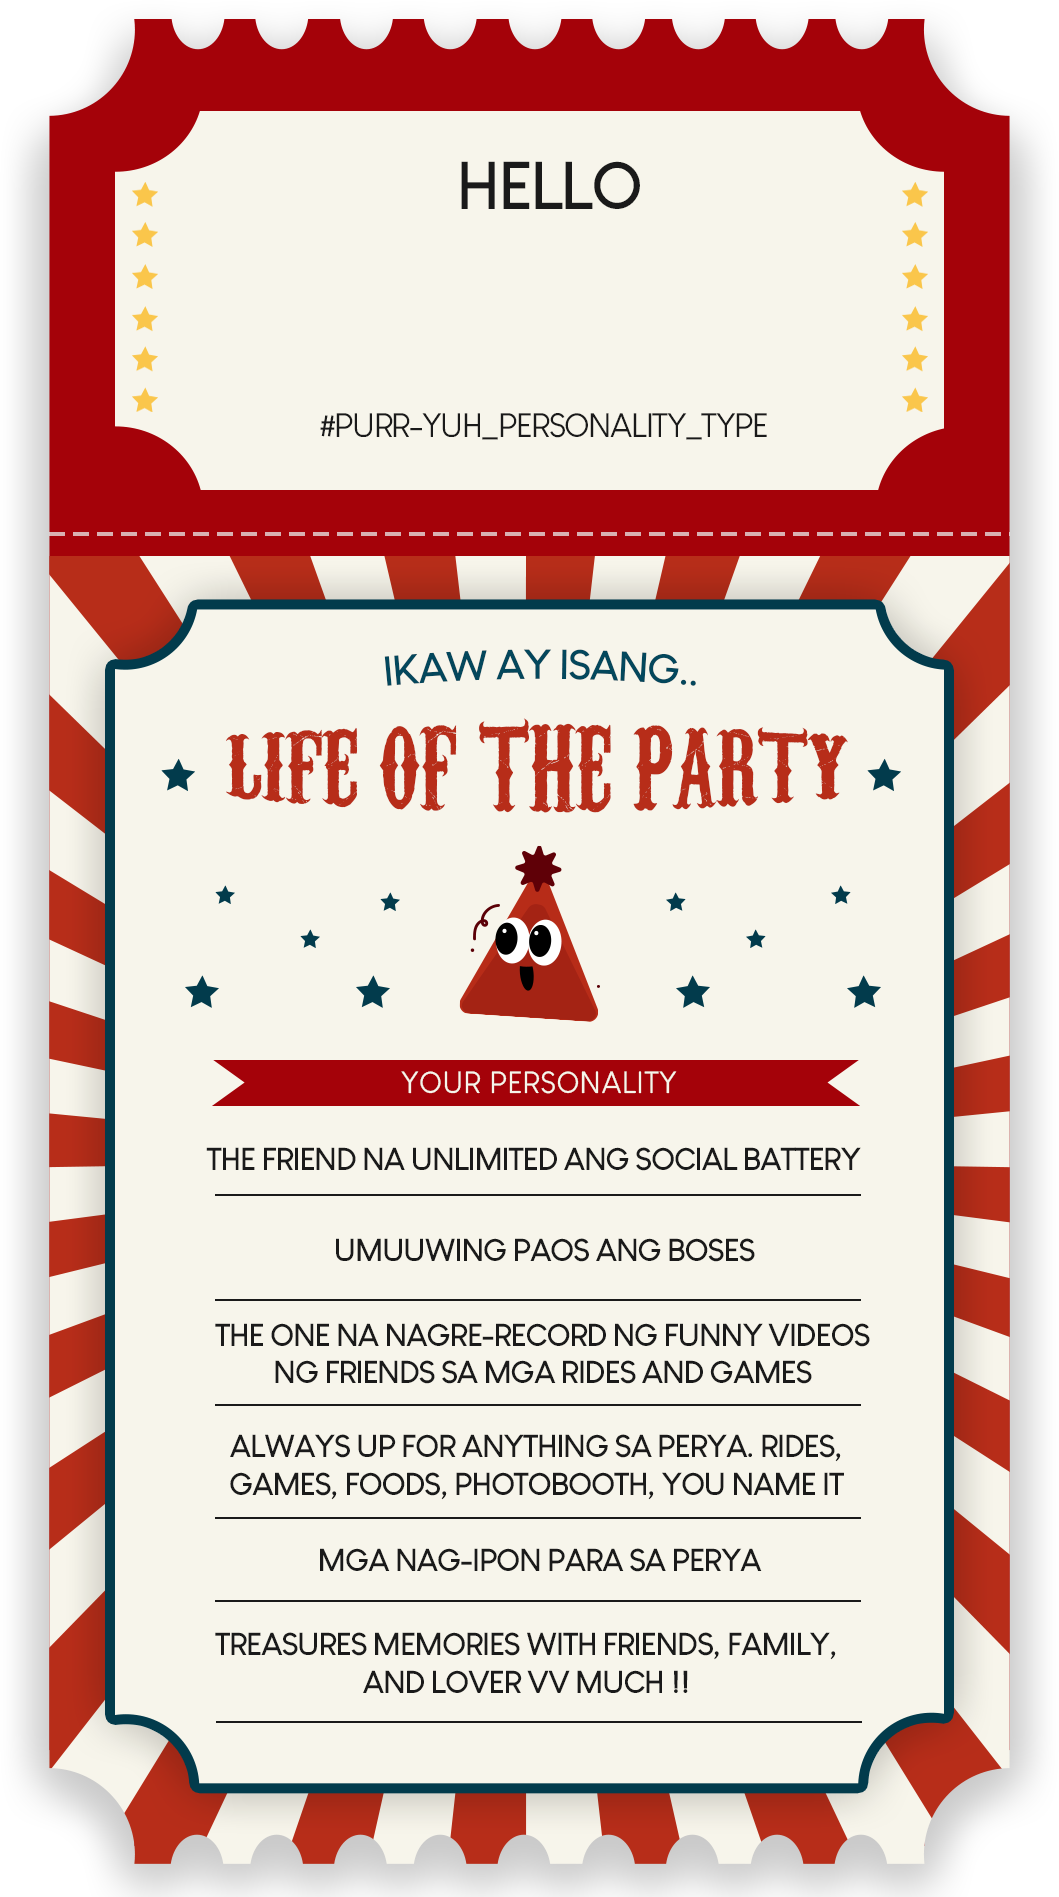 HELLO
#PURR-YUH_PERSONALITY_TYPE
IKAW AY ISANG..
LIFE OF THE PARTY
YOUR PERSONALITY
THE FRIEND NA UNLIMITED ANG SOCIAL BATTERY
UMUUWING PAOS ANG BOSES
THE ONE NA NAGRE-RECORD NG FUNNY VIDEOS
NG FRIENDS SA MGA RIDES AND GAMES
ALWAYS UP FOR ANYTHING SA PERYA. RIDES,
GAMES, FOODS, PHOTOBOOTH, YOU NAME IT
MGA NAG-IPON PARA SA PERYA
TREASURES MEMORIES WITH FRIENDS, FAMILY,
AND LOVER VV MUCH !!